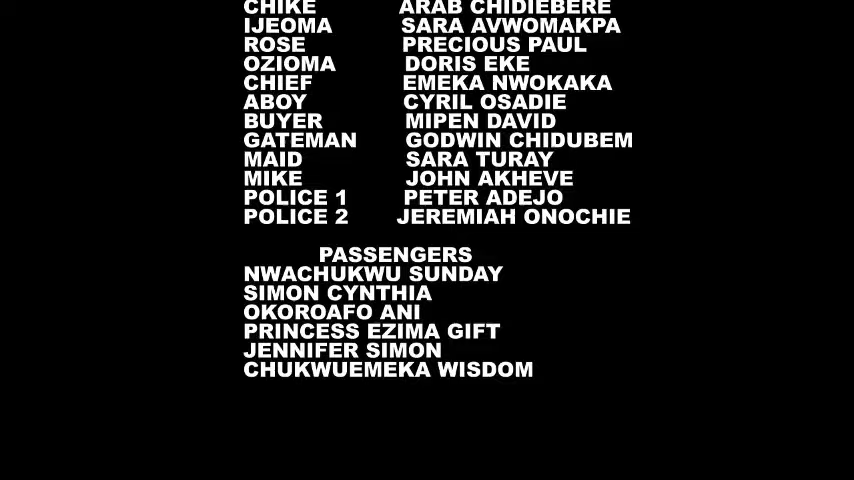 CHIKE ARAB CHIDIEBERE
IJEOMA SARA AVWOMAKPA
ROSE PRECIOUS PAUL
OZIOMA DORIS EKE
CHIEF EMEKA NWOKAKA
ABOY CYRIL OSADIE
BUYER MIPEN DAVID
GATEMAN GODWIN CHIDUBEM
MAID SARA TURAY
MIKE JOHN AKHEVE
POLICE 1 PETER ADEJO
POLICE 2 JEREMIAH ONOCHIE
PASSENGERS
NWACHUKWU SUNDAY
SIMON CYNTHIA
OKOROAFO ANI
PRINCESS EZIMA GIFT
JENNIFER SIMON
CHUKWUEMEKA WISDOM